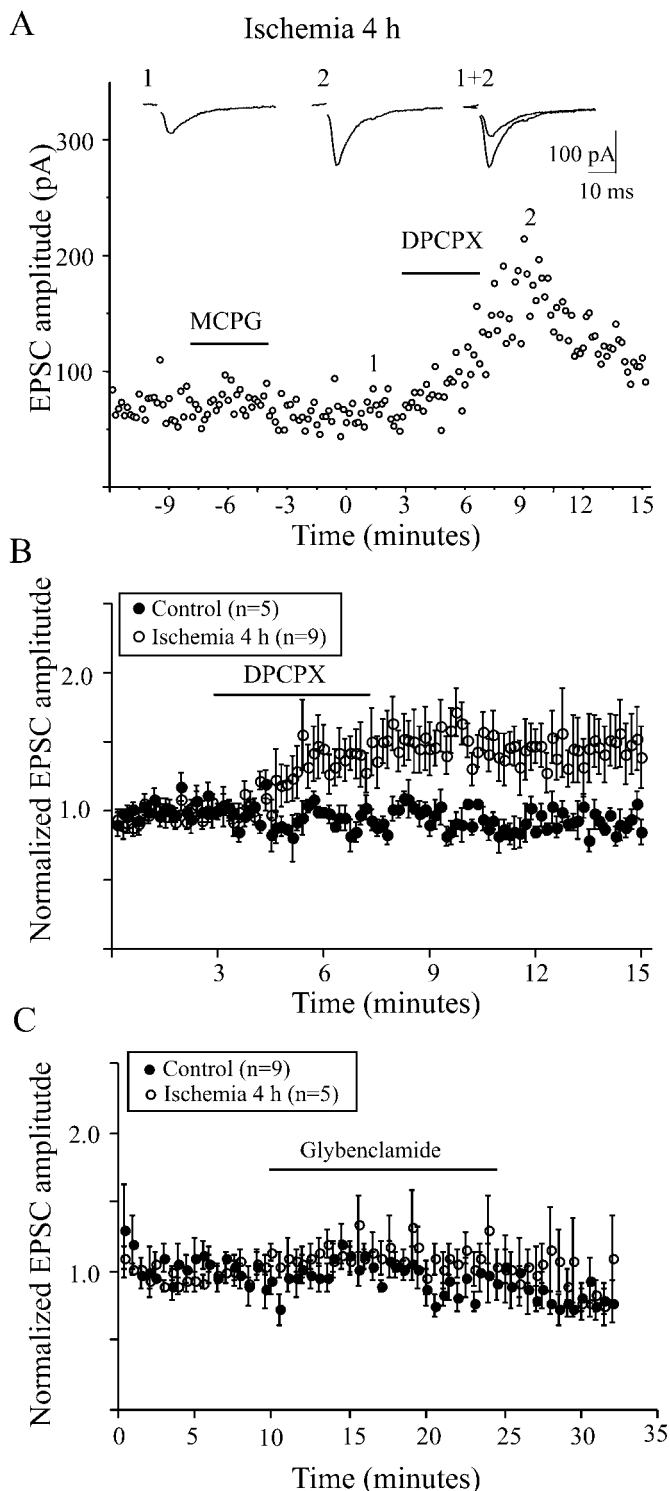 A
Ischemia 4 h
1 2 1+2
100 pA
10 ms
EPSC amplitude (pA)
300
200
100
MCPG
1
DPCPX
2
-9 -6 -3 0 3 6 9 12 15
Time (minutes)
B
Control (n=5)
Ischemia 4 h (n=9)
DPCPX
Normalized EPSC amplitutde
2.0
1.0
3 6 9 12 15
Time (minutes)
C
Control (n=9)
Ischemia 4 h (n=5)
Glybenclamide
Normalized EPSC amplitutde
2.0
1.0
0 5 10 15 20 25 30 35
Time (minutes)